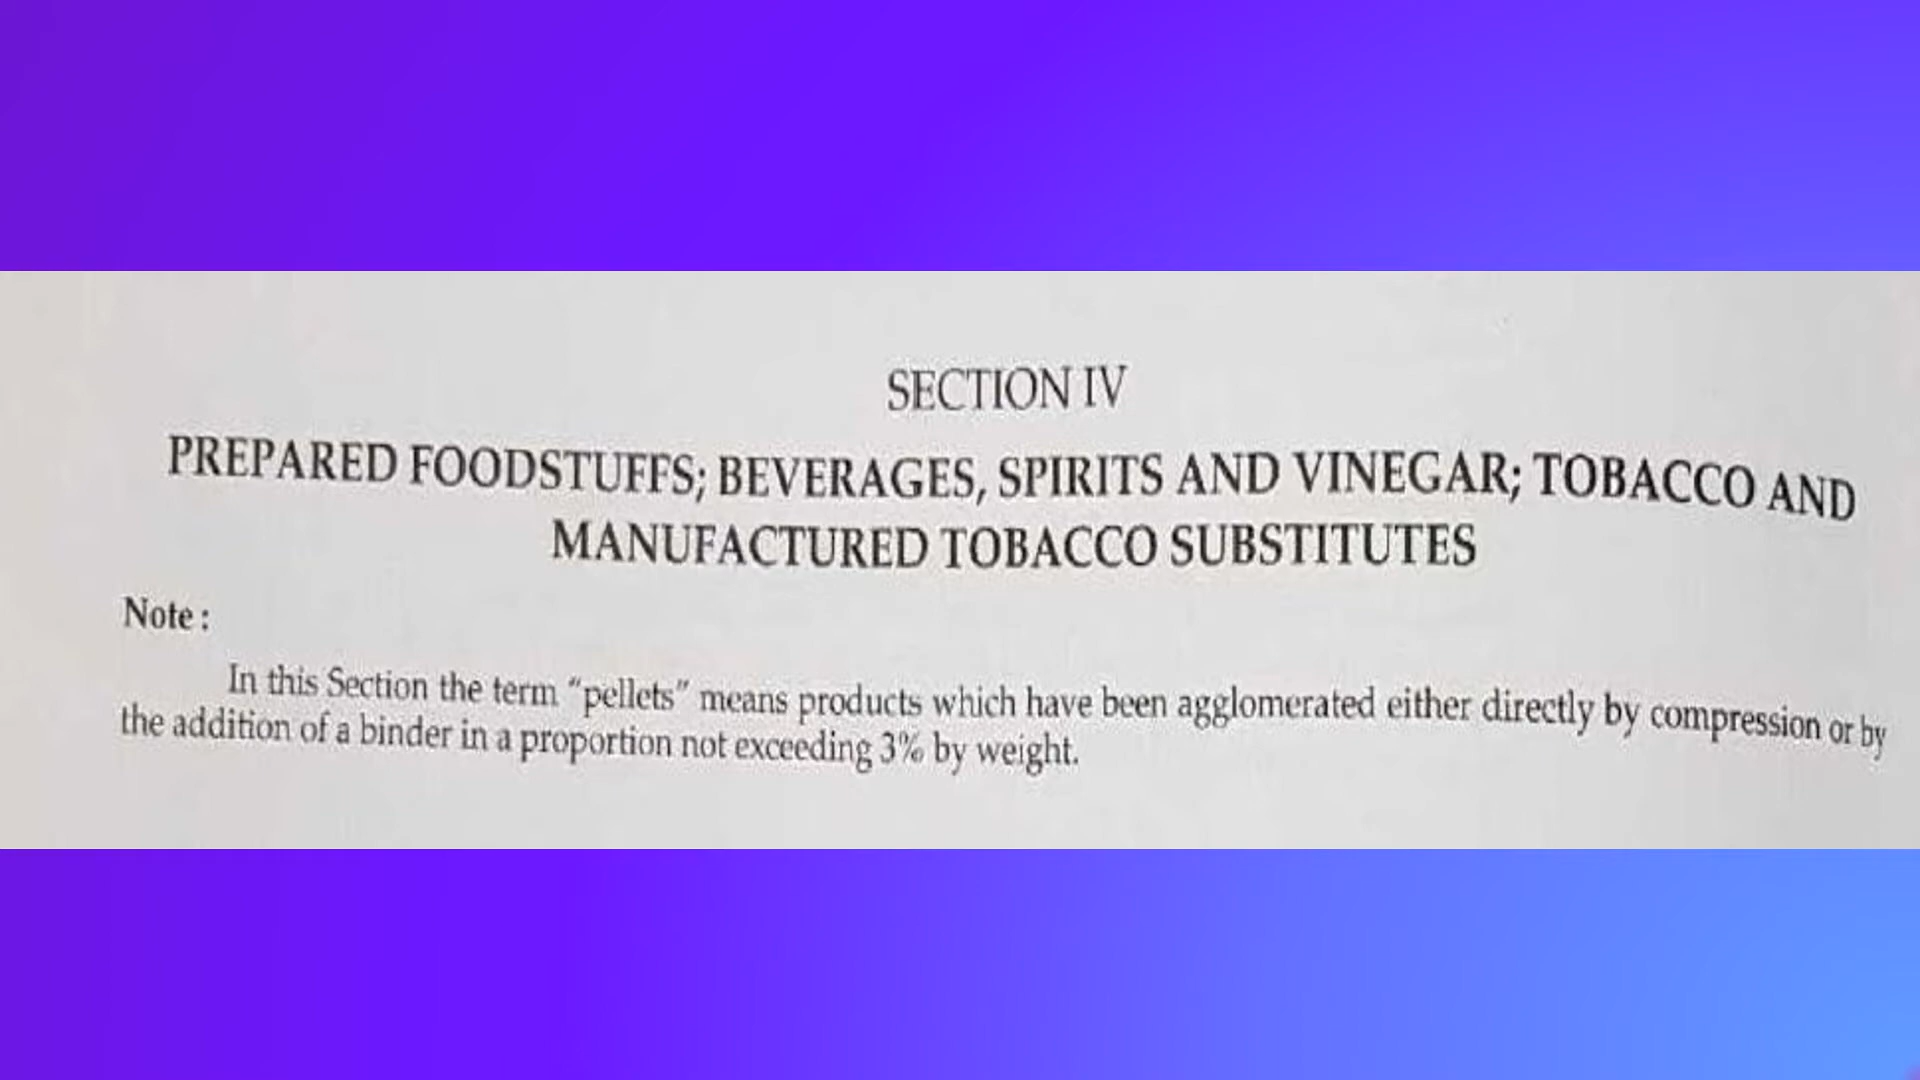 SECTION IV
PREPARED FOODSTUFFS; BEVERAGES, SPIRITS AND VINEGAR; TOBACCO AND
MANUFACTURED TOBACCO SUBSTITUTES
Note :
In this Section the term “pellets” means products which have been agglomerated either directly by compression or by
the addition of a binder in a proportion not exceeding 3% by weight.